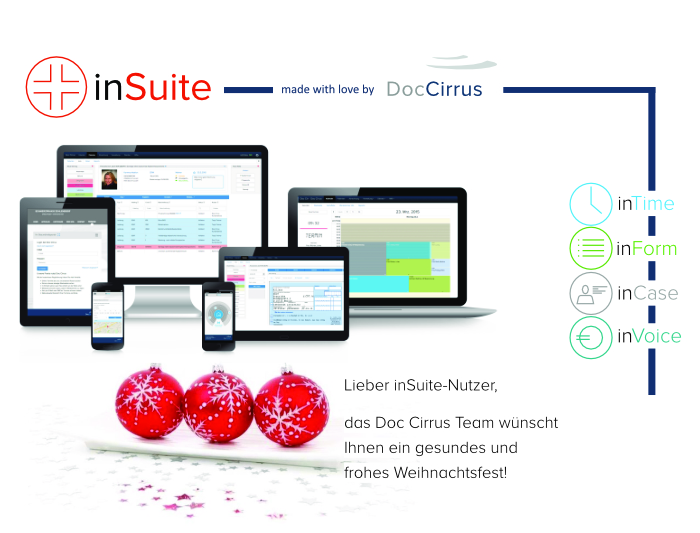 inSuite
made with love by
DocCirrus
inTime
inForm
inCase
inVoice
Lieber inSuite-Nutzer,
das Doc Cirrus Team wünscht
Ihnen ein gesundes und
frohes Weihnachtsfest!